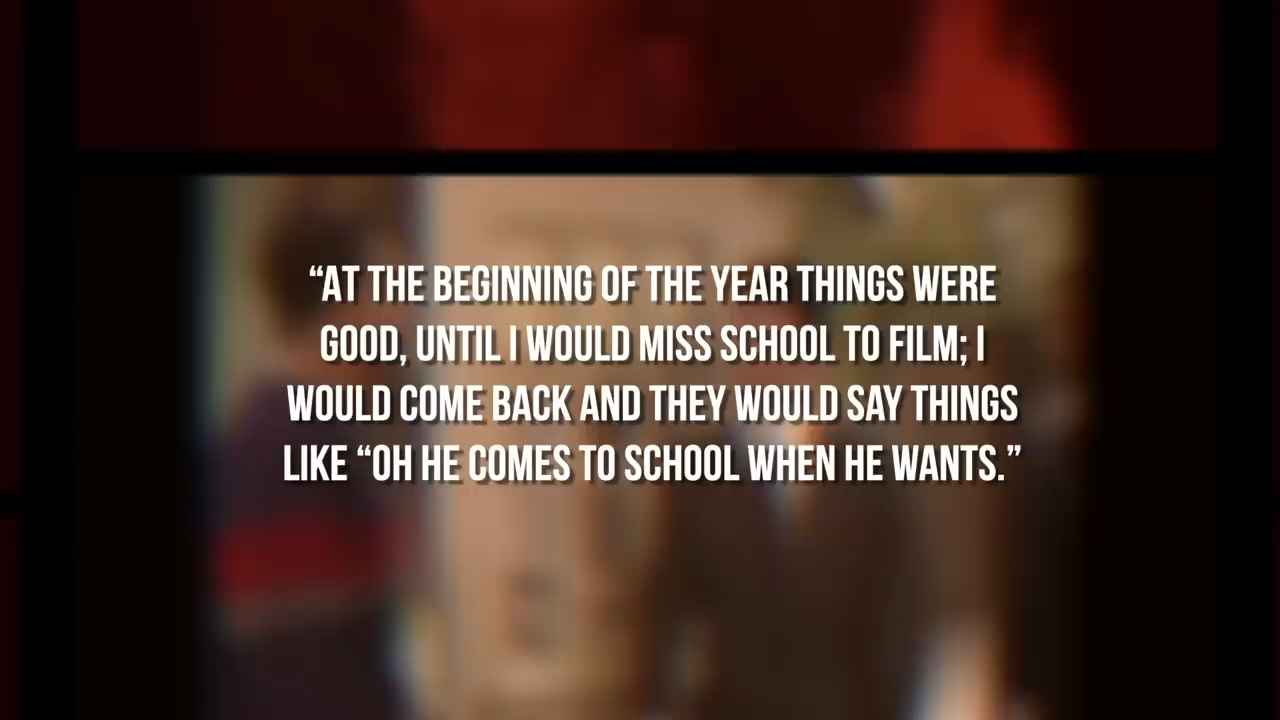 “AT THE BEGINNING OF THE YEAR THINGS WERE
GOOD, UNTIL I WOULD MISS SCHOOL TO FILM; I
WOULD COME BACK AND THEY WOULD SAY THINGS
LIKE “OH HE COMES TO SCHOOL WHEN HE WANTS.”